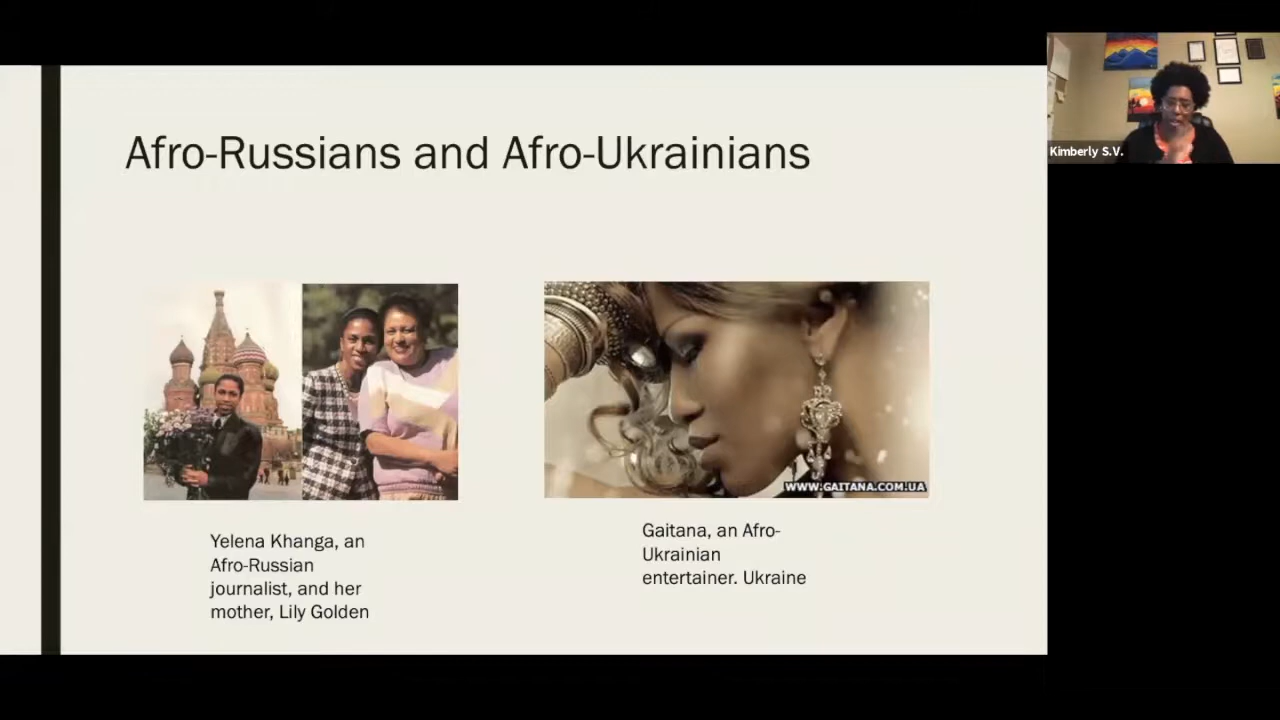 Afro-Russians and Afro-Ukrainians
Kimberly S.V.
WWW.GAITANA.COM.UA
Yelena Khanga, an
Afro-Russian
journalist, and her
mother, Lily Golden
Gaitana, an Afro-
Ukrainian
entertainer. Ukraine